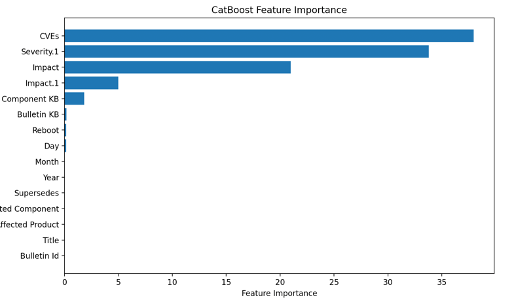 CatBoost Feature Importance
CVEs
Severity.1
Impact
Impact.1
Component KB
Bulletin KB
Reboot
Day
Month
Year
Supersedes
ted Component
ffected Product
Title
Bulletin Id
0 5 10 15 20 25 30 35
Feature Importance